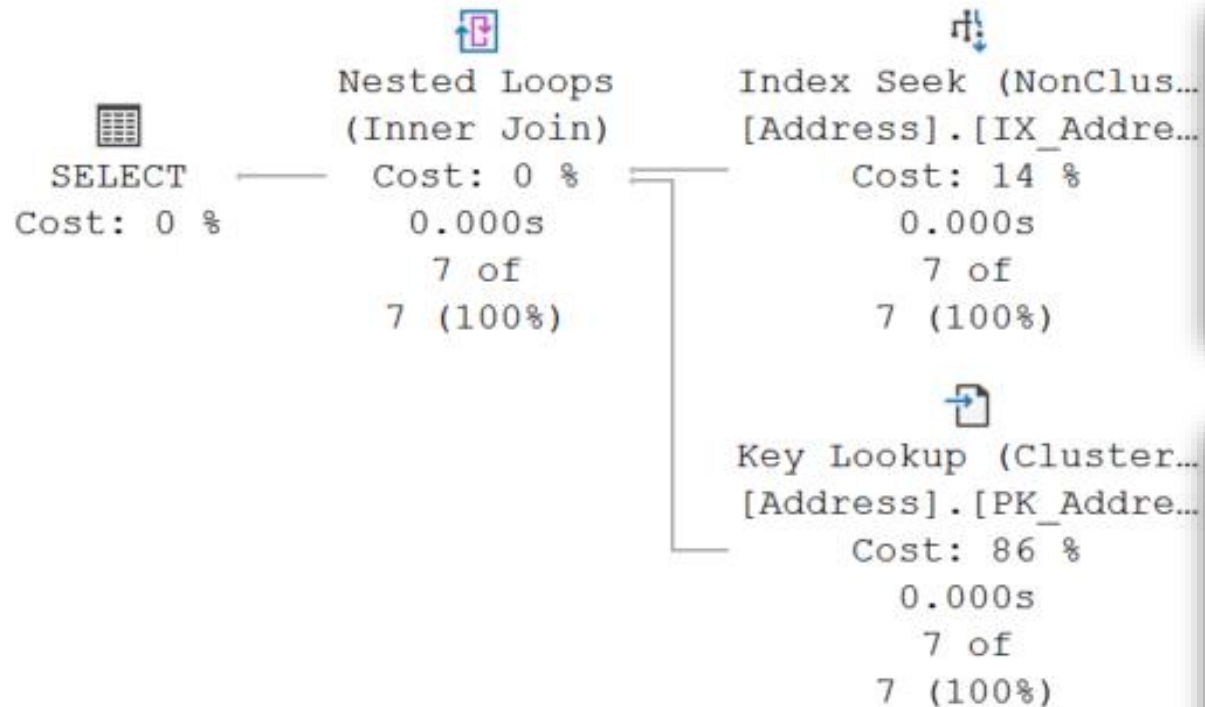 SELECT
Cost: 0 %
Nested Loops
(Inner Join)
Cost: 0 %
0.000s
7 of
7 (100%)
Index Seek (NonClus…
[Address].[IX_Addre…
Cost: 14 %
0.000s
7 of
7 (100%)
Key Lookup (Cluster…
[Address].[PK_Addre…
Cost: 86 %
0.000s
7 of
7 (100%)